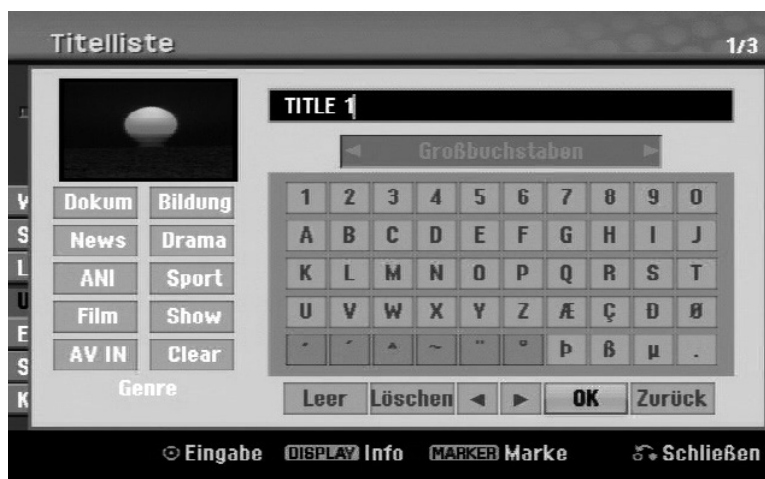 Titelliste
1/3
TITLE 1
◄ Großbuchstaben ►
1 2 3 4 5 6 7 8 9 0
A B C D E F G H I J
K L M N O P Q R S T
U V W X Y Z Æ Ç Ð Ø
´ ´ ^ ~ ¨ º Þ ß µ .
Leer Löschen ◄ ► OK Zurück
Dokum Bildung
News Drama
ANI Sport
Film Show
AV IN Clear
Genre
V
S
L
U
E
S
K
Eingabe DISPLAY Info MARKER Marke Schließen